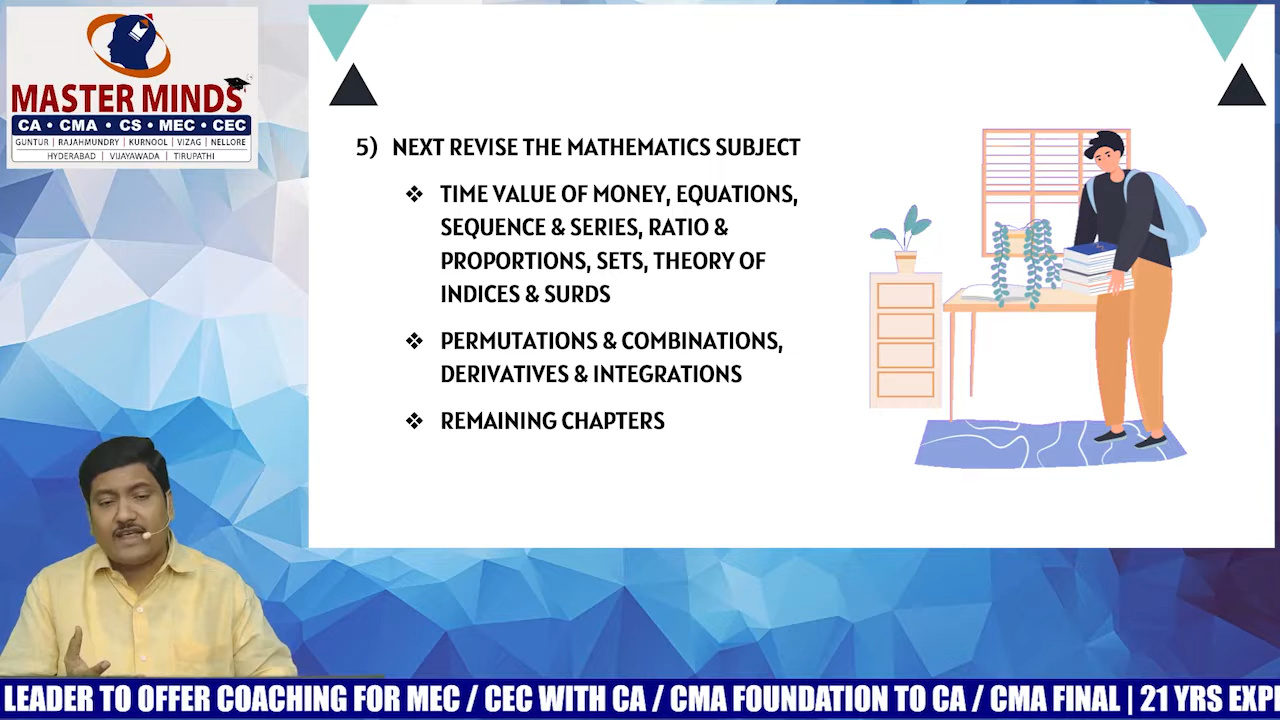 MASTER MINDS
CA • CMA • CS • MEC • CEC
GUNTUR | RAJAHMUNDRY | KURNOOL | VIZAG | NELLORE
HYDERABAD | VIJAYAWADA | TIRUPATHI
5) NEXT REVISE THE MATHEMATICS SUBJECT
❖ TIME VALUE OF MONEY, EQUATIONS,
SEQUENCE & SERIES, RATIO &
PROPORTIONS, SETS, THEORY OF
INDICES & SURDS
❖ PERMUTATIONS & COMBINATIONS,
DERIVATIVES & INTEGRATIONS
❖ REMAINING CHAPTERS
LEADER TO OFFER COACHING FOR MEC / CEC WITH CA / CMA FOUNDATION TO CA / CMA FINAL | 21 YRS